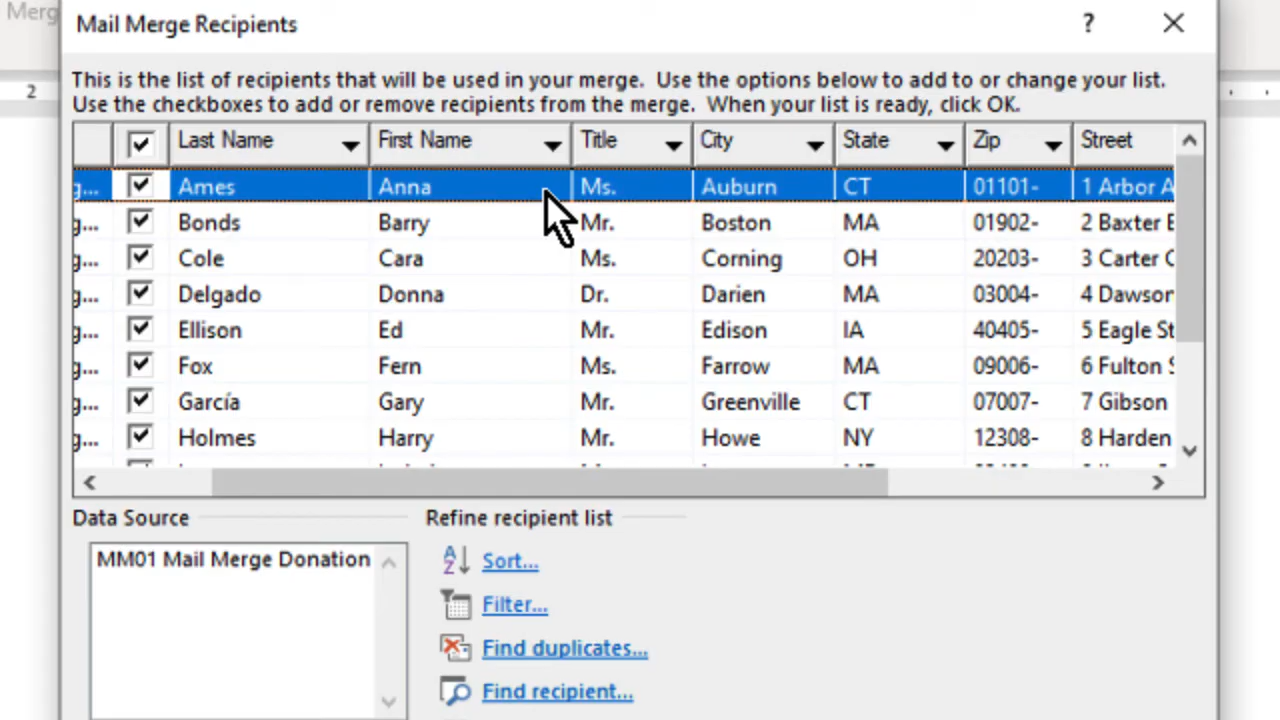 Merg
Mail Merge Recipients ?
This is the list of recipients that will be used in your merge. Use the options below to add to or change your list.
Use the checkboxes to add or remove recipients from the merge. When your list is ready, click OK.
2
Last Name First Name Title City State Zip Street
g... Ames Anna Ms. Auburn CT 01101- 1 Arbor A
g... Bonds Barry Mr. Boston MA 01902- 2 Baxter
g... Cole Cara Ms. Corning OH 20203- 3 Carter
g... Delgado Donna Dr. Darien MA 03004- 4 Dawson
g... Ellison Ed Mr. Edison IA 40405- 5 Eagle St
g... Fox Fern Ms. Farrow MA 09006- 6 Fulton
g... García Gary Mr. Greenville CT 07007- 7 Gibson
g... Holmes Harry Mr. Howe NY 12308- 8 Harden
Data Source Refine recipient list
MM01 Mail Merge Donation
Sort...
Filter...
Find duplicates...
Find recipient...